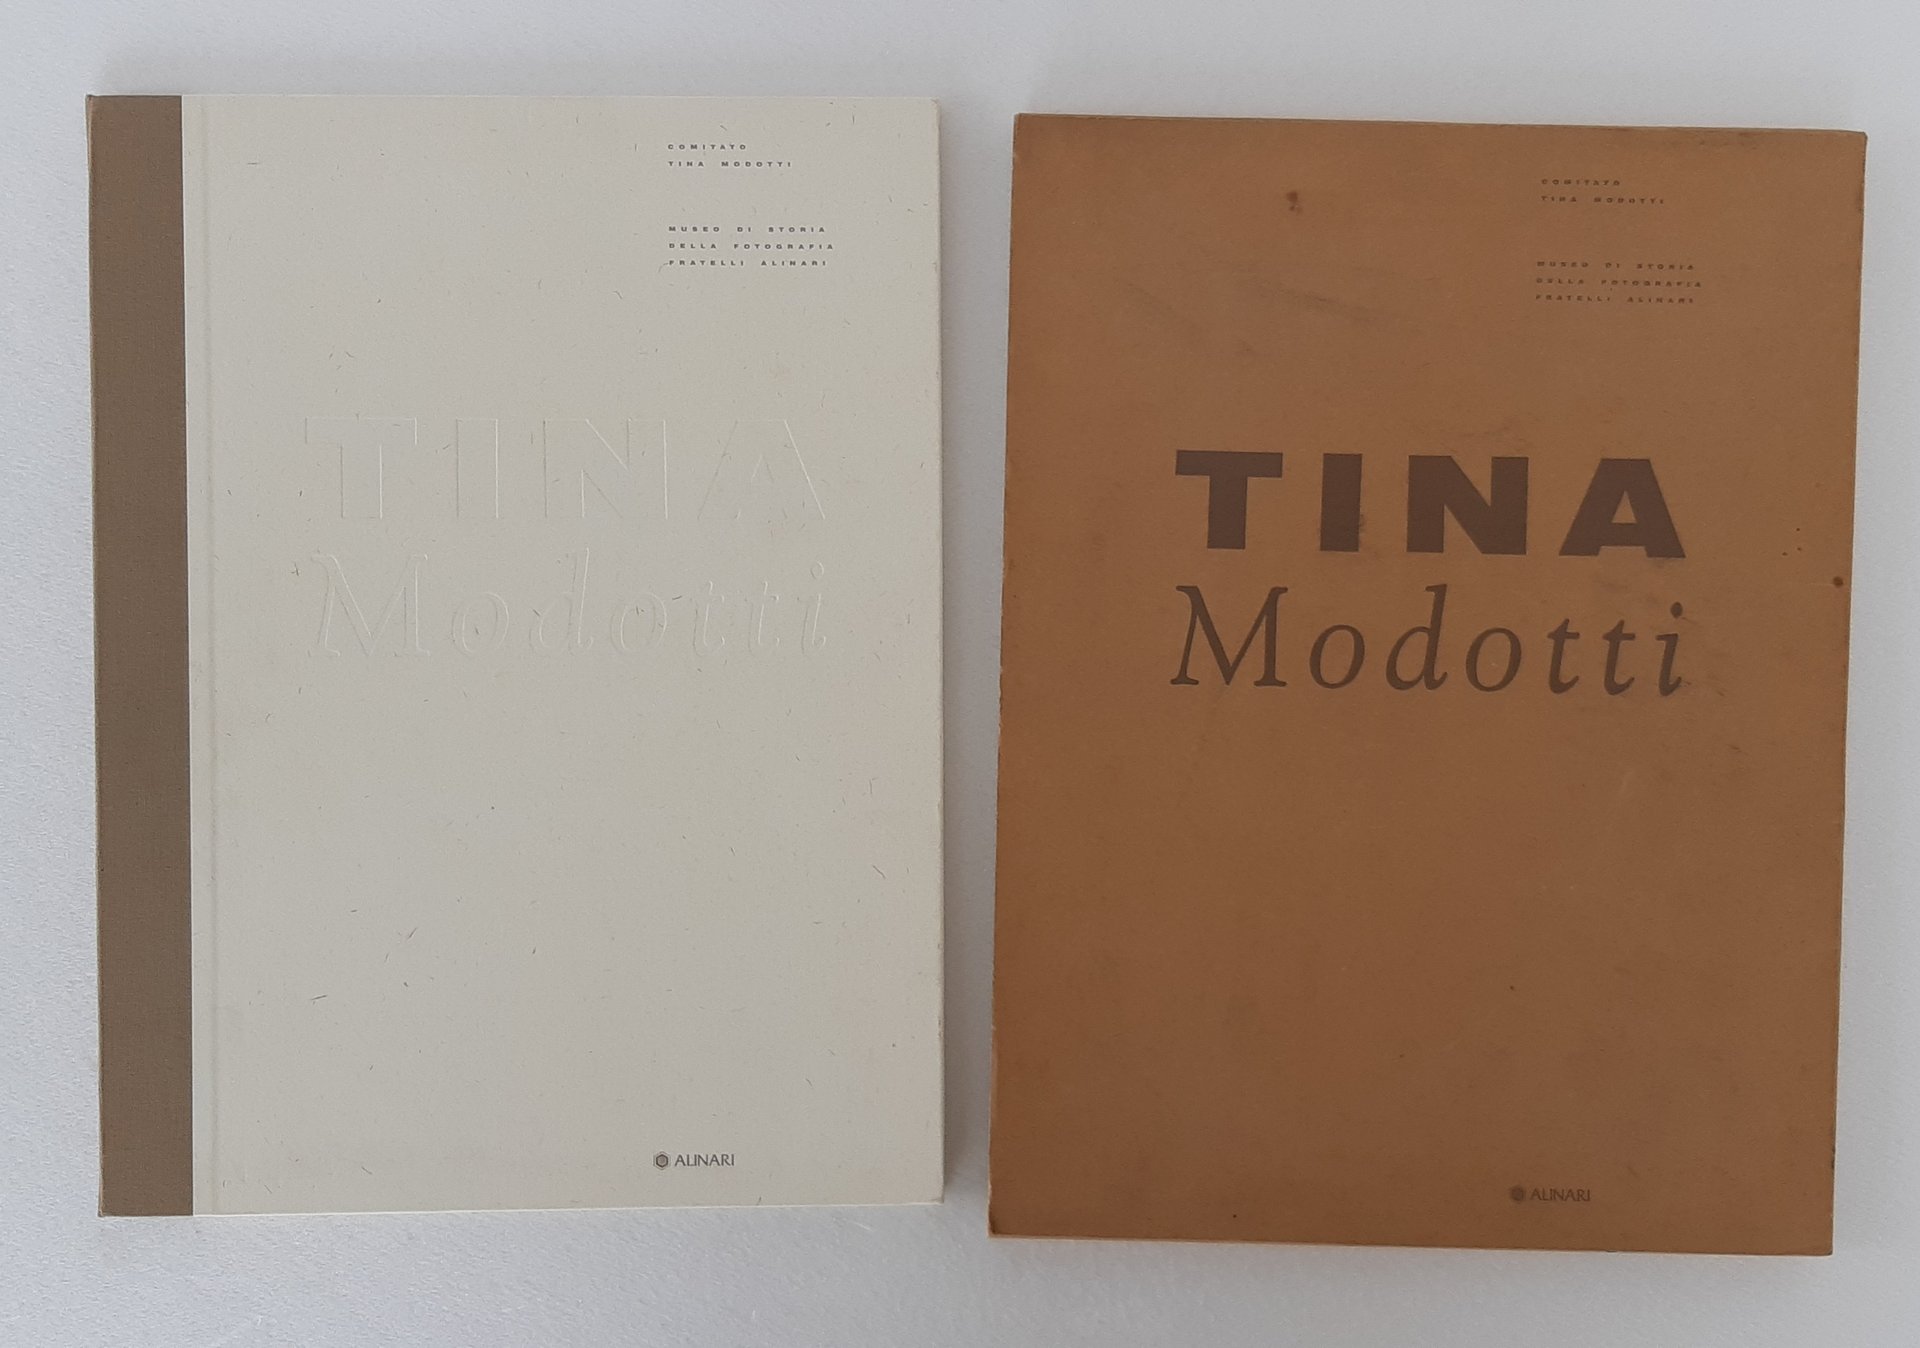 COMITATO
TINA MODOTTI
MUSEO DI STORIA
DELLA FOTOGRAFIA
FRATELLI ALINARI
TINA
Modotti
ALINARI
COMITATO
TINA MODOTTI
MUSEO DI STORIA
DELLA FOTOGRAFIA
FRATELLI ALINARI
TINA
Modotti
ALINARI